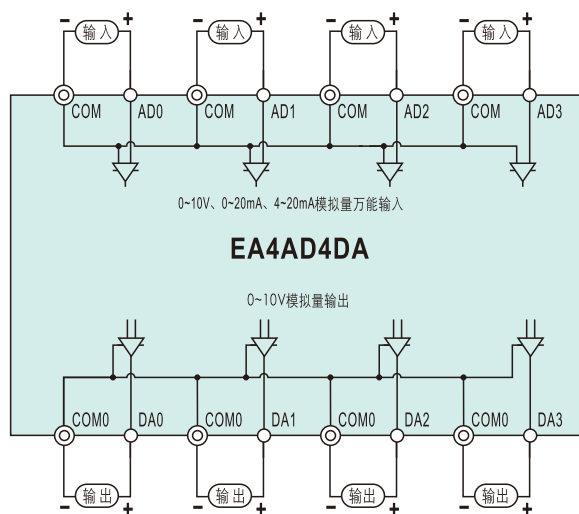 - + - + - + - +
输入 输入 输入 输入
COM AD0 COM AD1 COM AD2 COM AD3
0~10V、0~20mA、4~20mA模拟量万能输入
EA4AD4DA
0~10V模拟量输出
COM0 DA0 COM0 DA1 COM0 DA2 COM0 DA3
输出 输出 输出 输出
- + - + - + - +